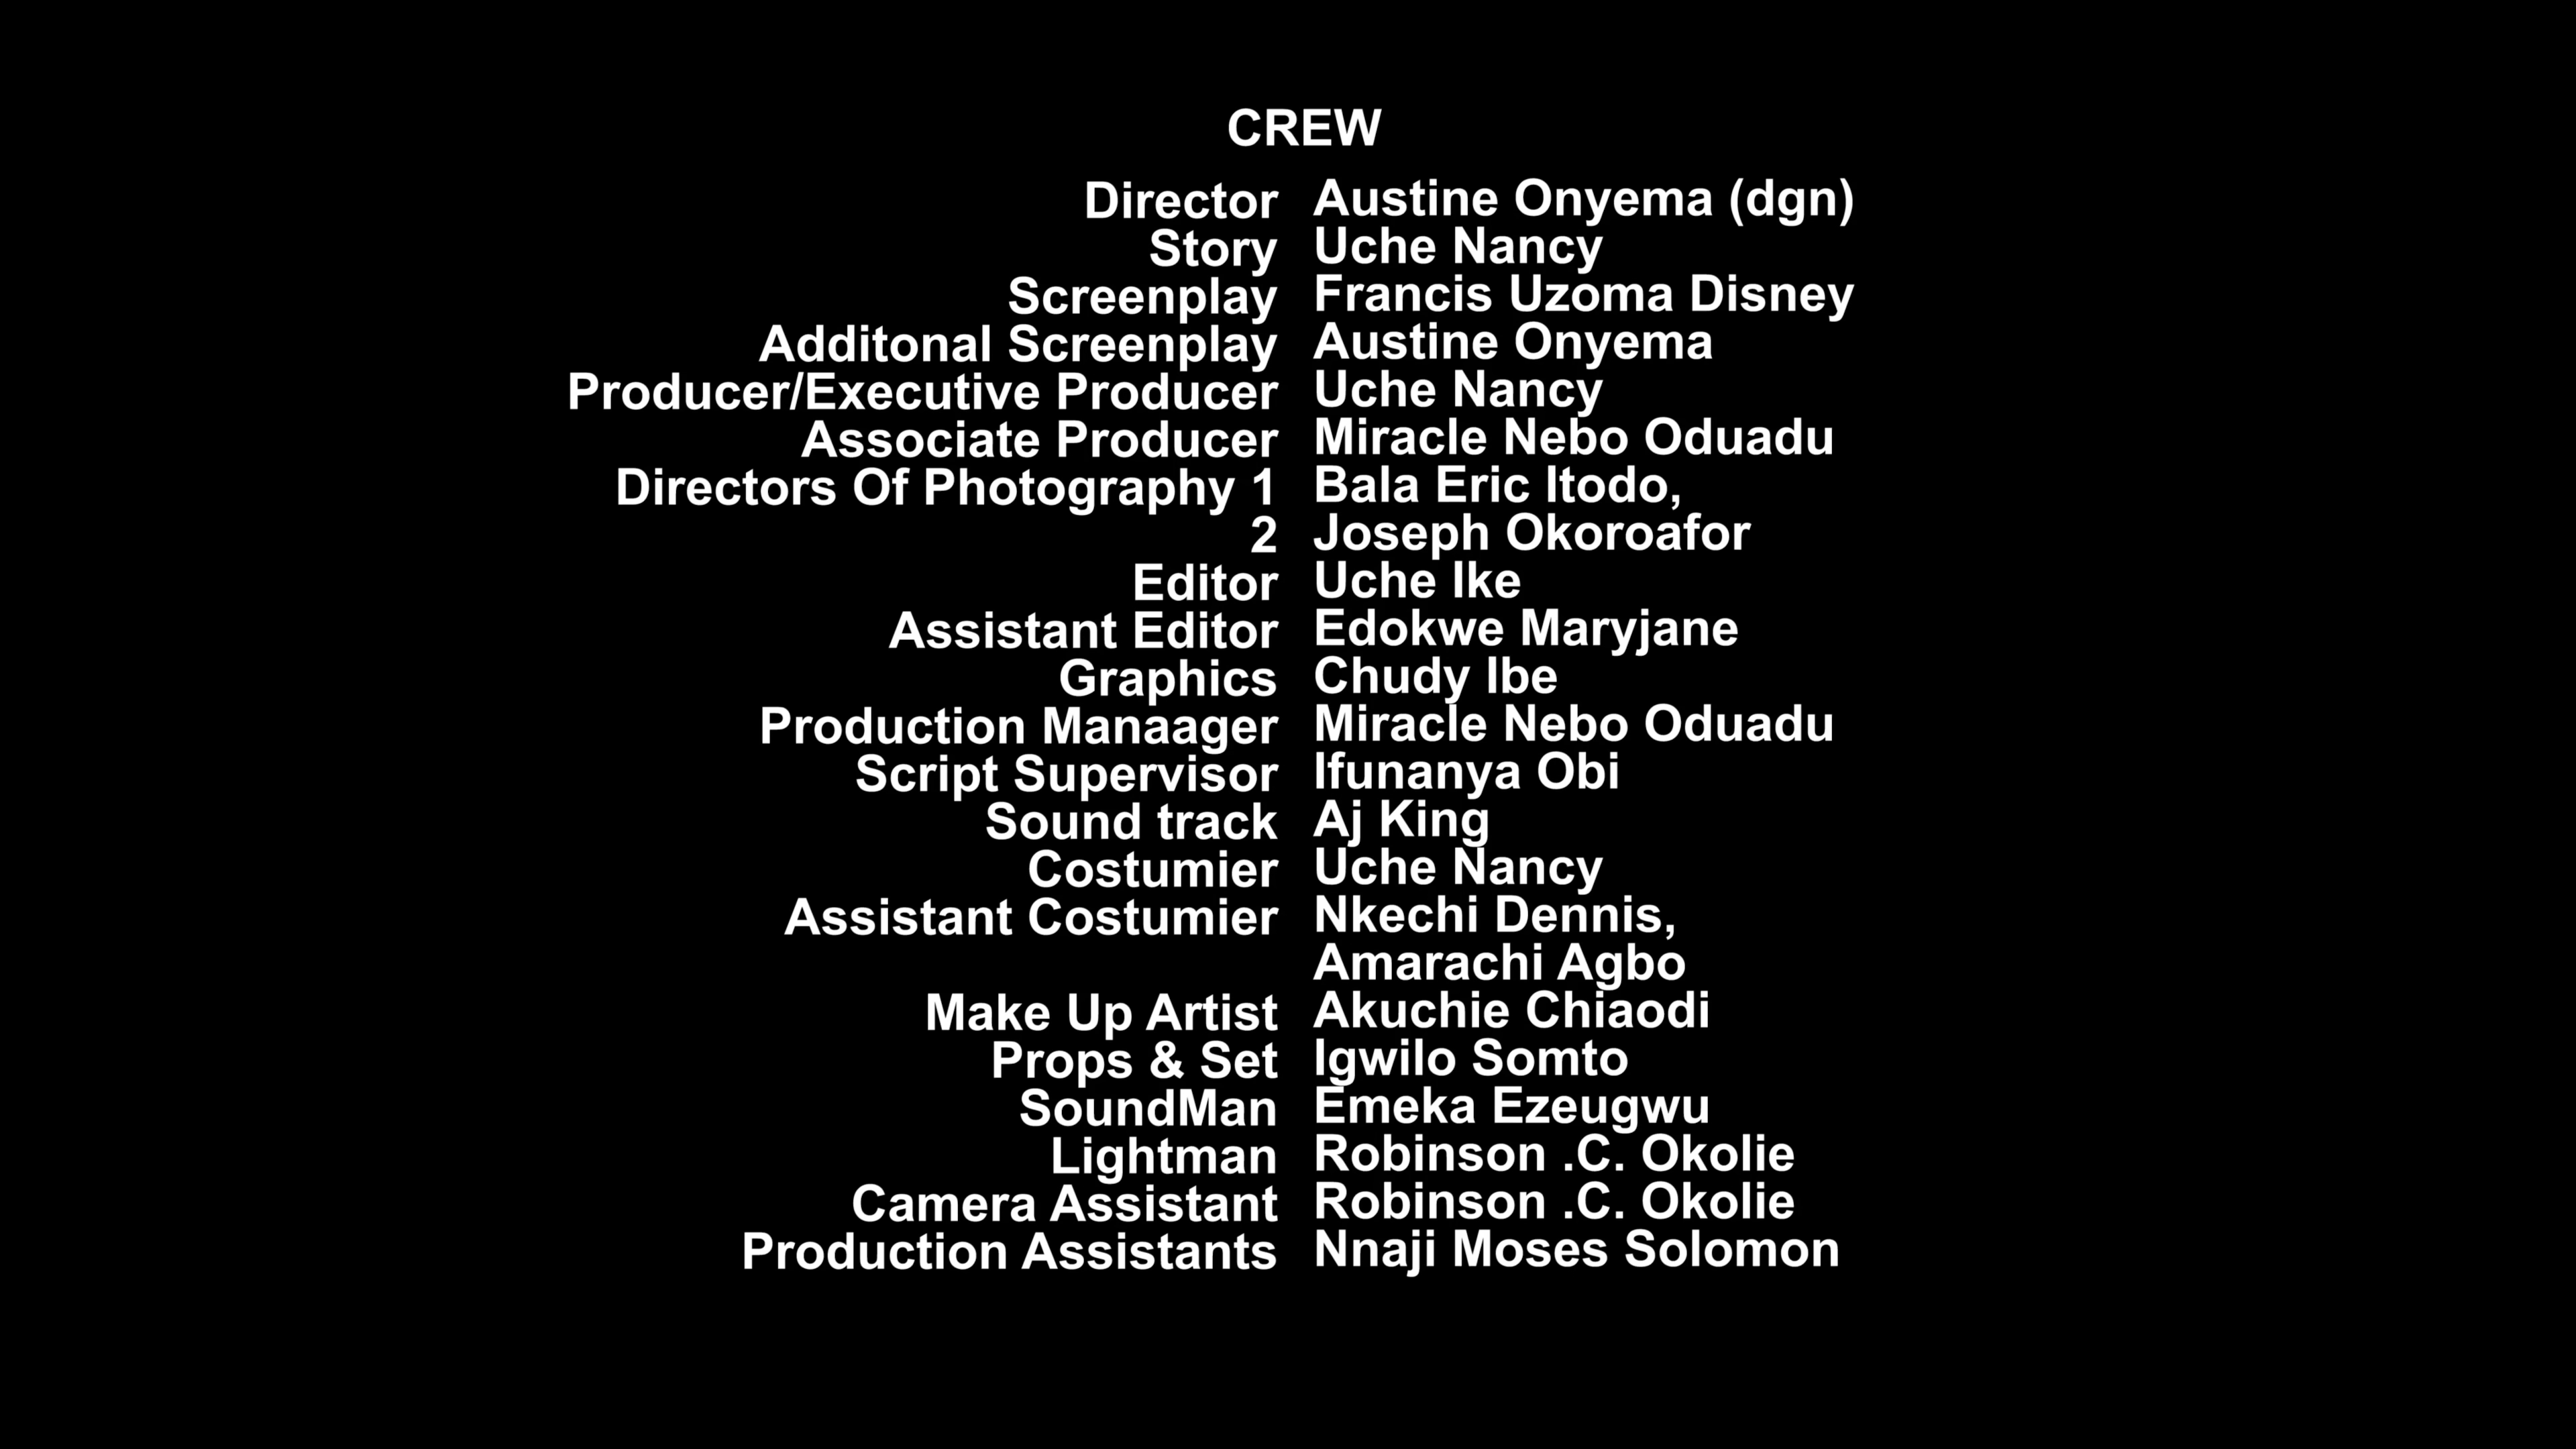 CREW
Director Austine Onyema (dgn)
Story Uche Nancy
Screenplay Francis Uzoma Disney
Additonal Screenplay Austine Onyema
Producer/Executive Producer Uche Nancy
Associate Producer Miracle Nebo Oduadu
Directors Of Photography 1 Bala Eric Itodo,
2 Joseph Okoroafor
Editor Uche Ike
Assistant Editor Edokwe Maryjane
Graphics Chudy Ibe
Production Manaager Miracle Nebo Oduadu
Script Supervisor Ifunanya Obi
Sound track Aj King
Costumier Uche Nancy
Assistant Costumier Nkechi Dennis,
Amarachi Agbo
Make Up Artist Akuchie Chiaodi
Props & Set Igwilo Somto
SoundMan Emeka Ezeugwu
Lightman Robinson .C. Okolie
Camera Assistant Robinson .C. Okolie
Production Assistants Nnaji Moses Solomon